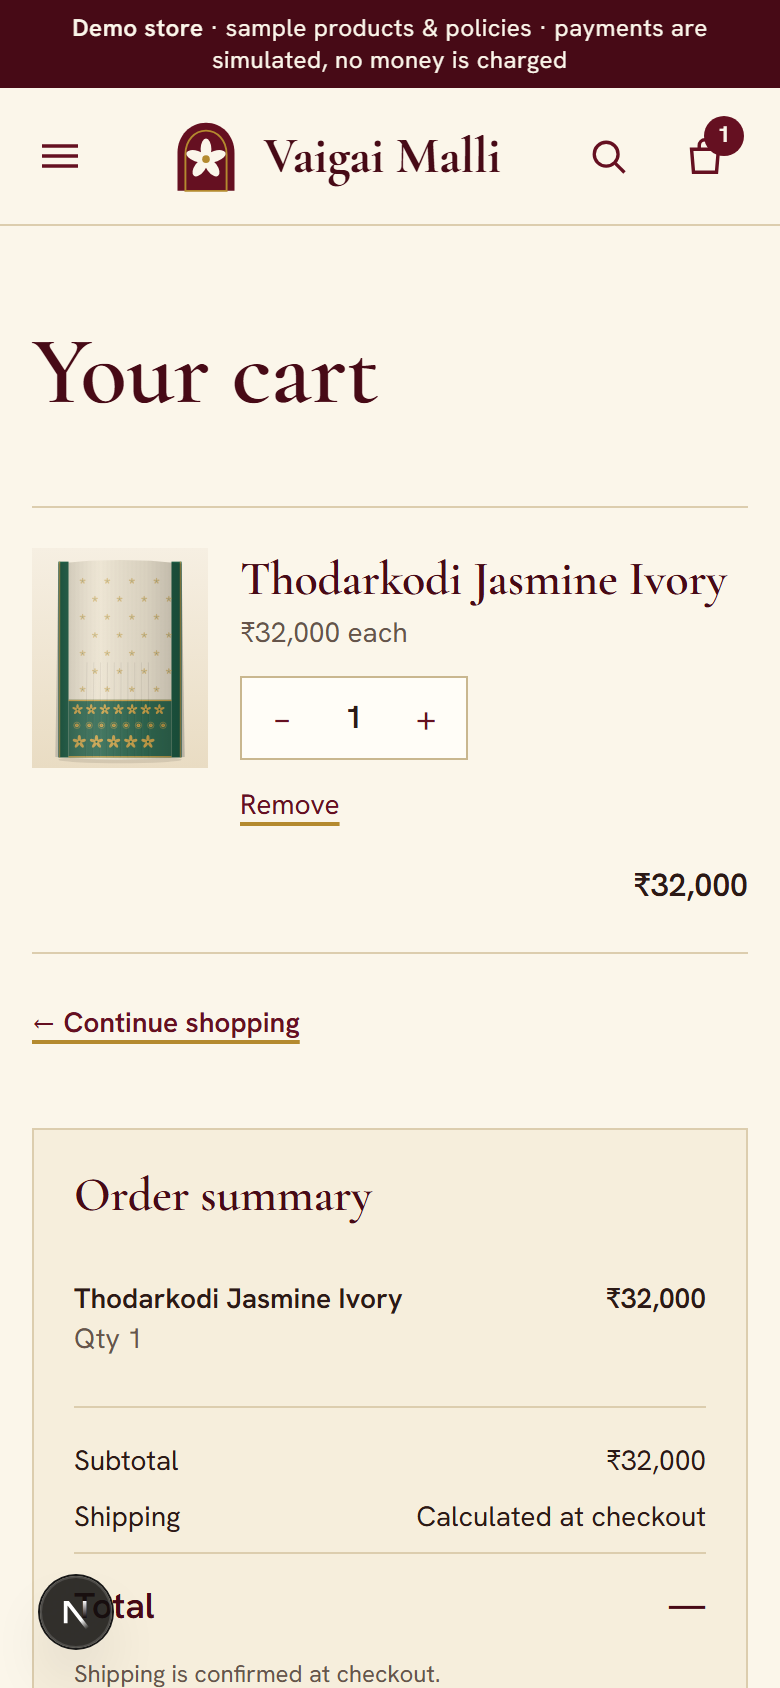 Demo store · sample products & policies · payments are
simulated, no money is charged
Vaigai Malli
1
Your cart
Thodarkodi Jasmine Ivory
₹32,000 each
− 1 +
Remove
₹32,000
← Continue shopping
Order summary
Thodarkodi Jasmine Ivory ₹32,000
Qty 1
Subtotal ₹32,000
Shipping Calculated at checkout
Total —
N
Shipping is confirmed at checkout.